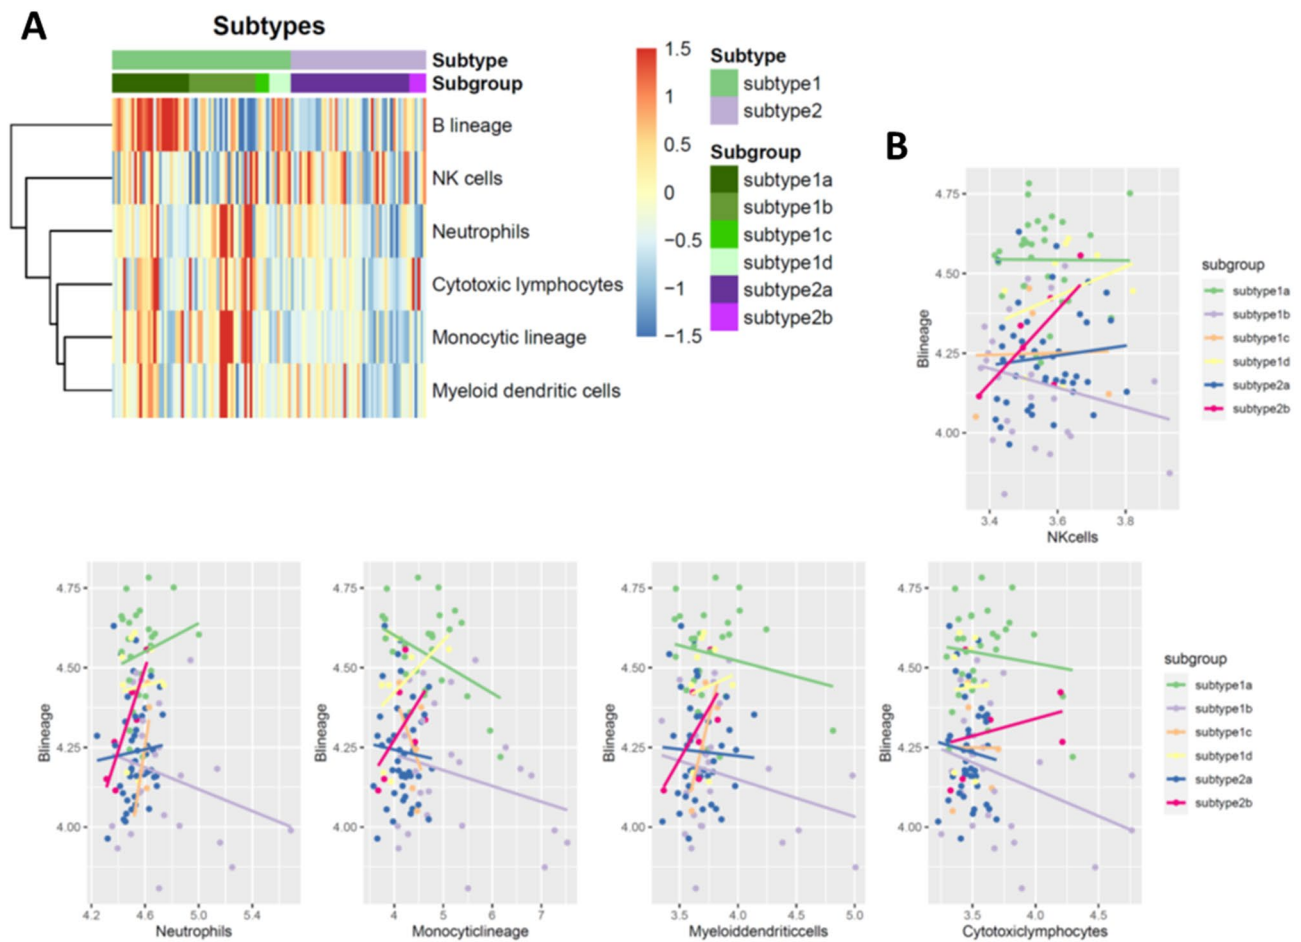 A
Subtypes
Subtype
Subgroup
B lineage
NK cells
Neutrophils
Cytotoxic lymphocytes
Monocytic lineage
Myeloid dendritic cells
1.5
1
0.5
0
−0.5
−1
−1.5
Subtype
subtype1
subtype2
Subgroup
subtype1a
subtype1b
subtype1c
subtype1d
subtype2a
subtype2b
B
4.75
4.50
4.25
4.00
Blineage
3.4 3.6 3.8
NKcells
subgroup
subtype1a
subtype1b
subtype1c
subtype1d
subtype2a
subtype2b
4.75
4.50
4.25
4.00
Blineage
4.2 4.6 5.0 5.4
Neutrophils
4.75
4.50
4.25
4.00
Blineage
4 5 6 7
Monocyticlineage
4.75
4.50
4.25
4.00
Blineage
3.5 4.0 4.5 5.0
Myeloiddendriticcells
4.75
4.50
4.25
4.00
Blineage
3.5 4.0 4.5
Cytotoxiclymphocytes
subgroup
subtype1a
subtype1b
subtype1c
subtype1d
subtype2a
subtype2b